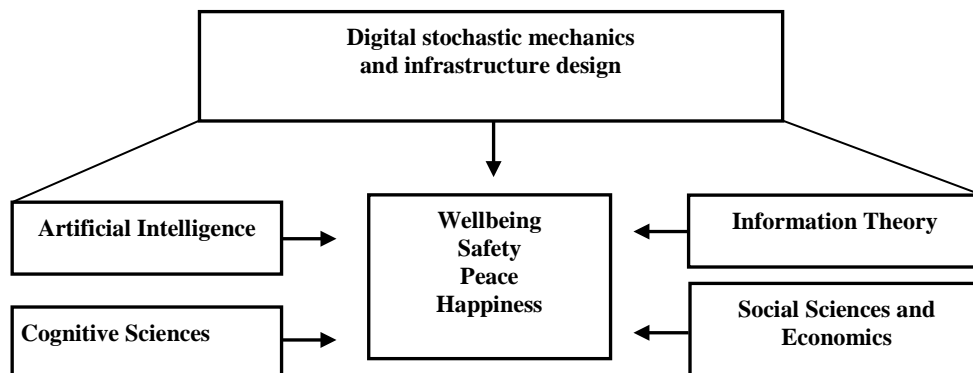 Digital stochastic mechanics
and infrastructure design
Artificial Intelligence
Wellbeing
Safety
Peace
Happiness
Information Theory
Cognitive Sciences
Social Sciences and
Economics